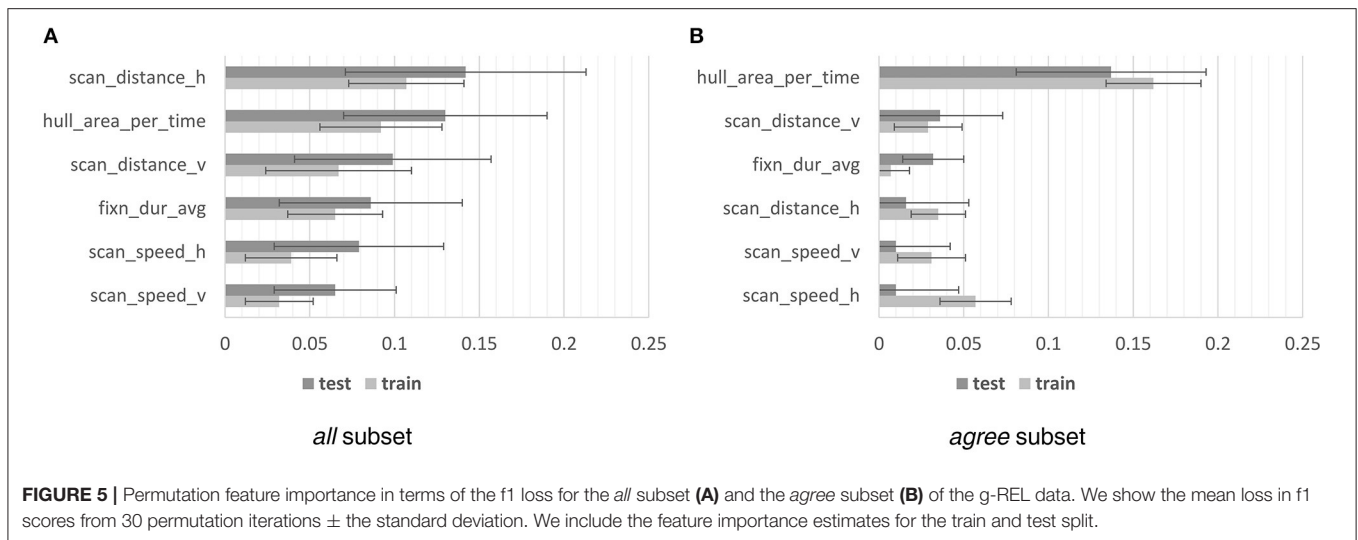 A
scan_distance_h
hull_area_per_time
scan_distance_v
fixn_dur_avg
scan_speed_h
scan_speed_v
0 0.05 0.1 0.15 0.2 0.25
test train
all subset
B
hull_area_per_time
scan_distance_v
fixn_dur_avg
scan_distance_h
scan_speed_v
scan_speed_h
0 0.05 0.1 0.15 0.2 0.25
test train
agree subset
FIGURE 5 | Permutation feature importance in terms of the f1 loss for the all subset (A) and the agree subset (B) of the g-REL data. We show the mean loss in f1
scores from 30 permutation iterations ± the standard deviation. We include the feature importance estimates for the train and test split.